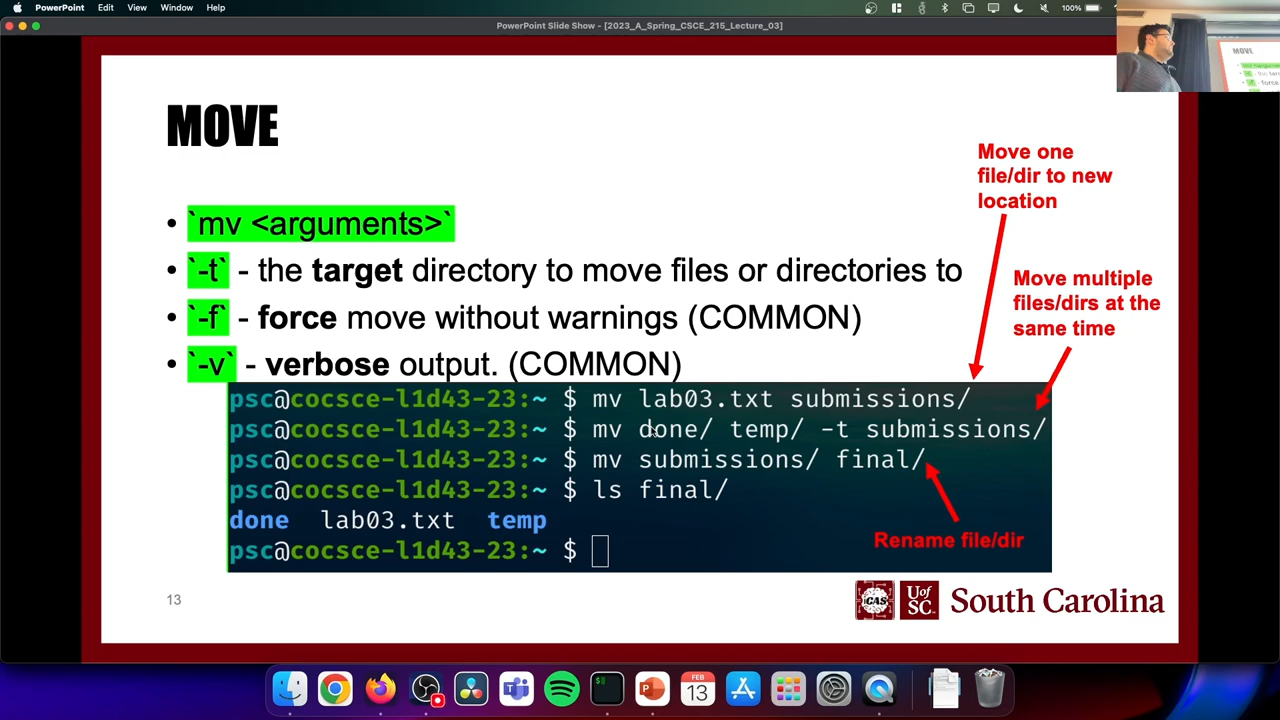 PowerPoint Edit View Window Help
100%
PowerPoint Slide Show - [2023_A_Spring_CSCE_215_Lecture_03]
MOVE
• `mv <arguments>`
• `-t` - the target directory to move files or directories to
• `-f` - force move without warnings (COMMON)
• `-v` - verbose output. (COMMON)
Move one
file/dir to new
location
Move multiple
files/dirs at the
same time
psc@cocsce-l1d43-23:~ $ mv lab03.txt submissions/
psc@cocsce-l1d43-23:~ $ mv done/ temp/ -t submissions/
psc@cocsce-l1d43-23:~ $ mv submissions/ final/
psc@cocsce-l1d43-23:~ $ ls final/
done lab03.txt temp
psc@cocsce-l1d43-23:~ $
Rename file/dir
13
iCAS
UofSC
South Carolina
FEB
13
MOVE